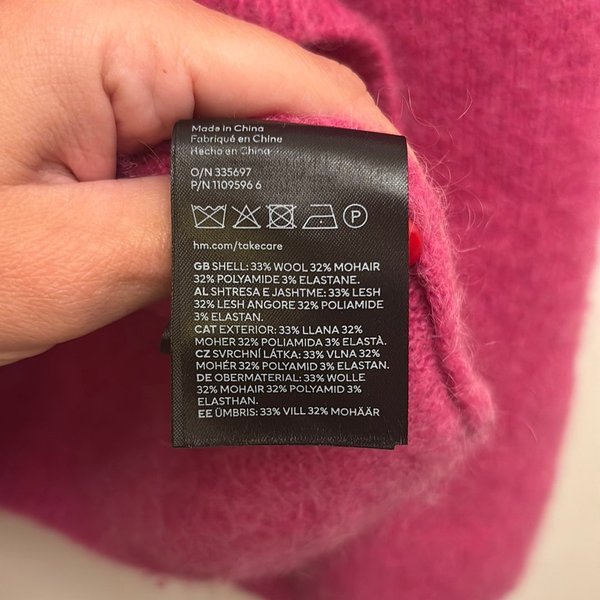 Made in China
Fabriqué en Chine
Hecho en China
O/N 335697
P/N 1109596 6
P
hm.com/takecare
GB SHELL: 33% WOOL 32% MOHAIR
32% POLYAMIDE 3% ELASTANE.
AL SHTRESA E JASHTME: 33% LESH
32% LESH ANGORE 32% POLIAMIDE
3% ELASTAN.
CAT EXTERIOR: 33% LLANA 32%
MOHER 32% POLIAMIDA 3% ELASTÀ.
CZ SVRCHNÍ LÁTKA: 33% VLNA 32%
MOHÉR 32% POLYAMID 3% ELASTAN.
DE OBERMATERIAL: 33% WOLLE
32% MOHAIR 32% POLYAMID 3%
ELASTHAN.
EE ÜMBRIS: 33% VILL 32% MOHÄÄR